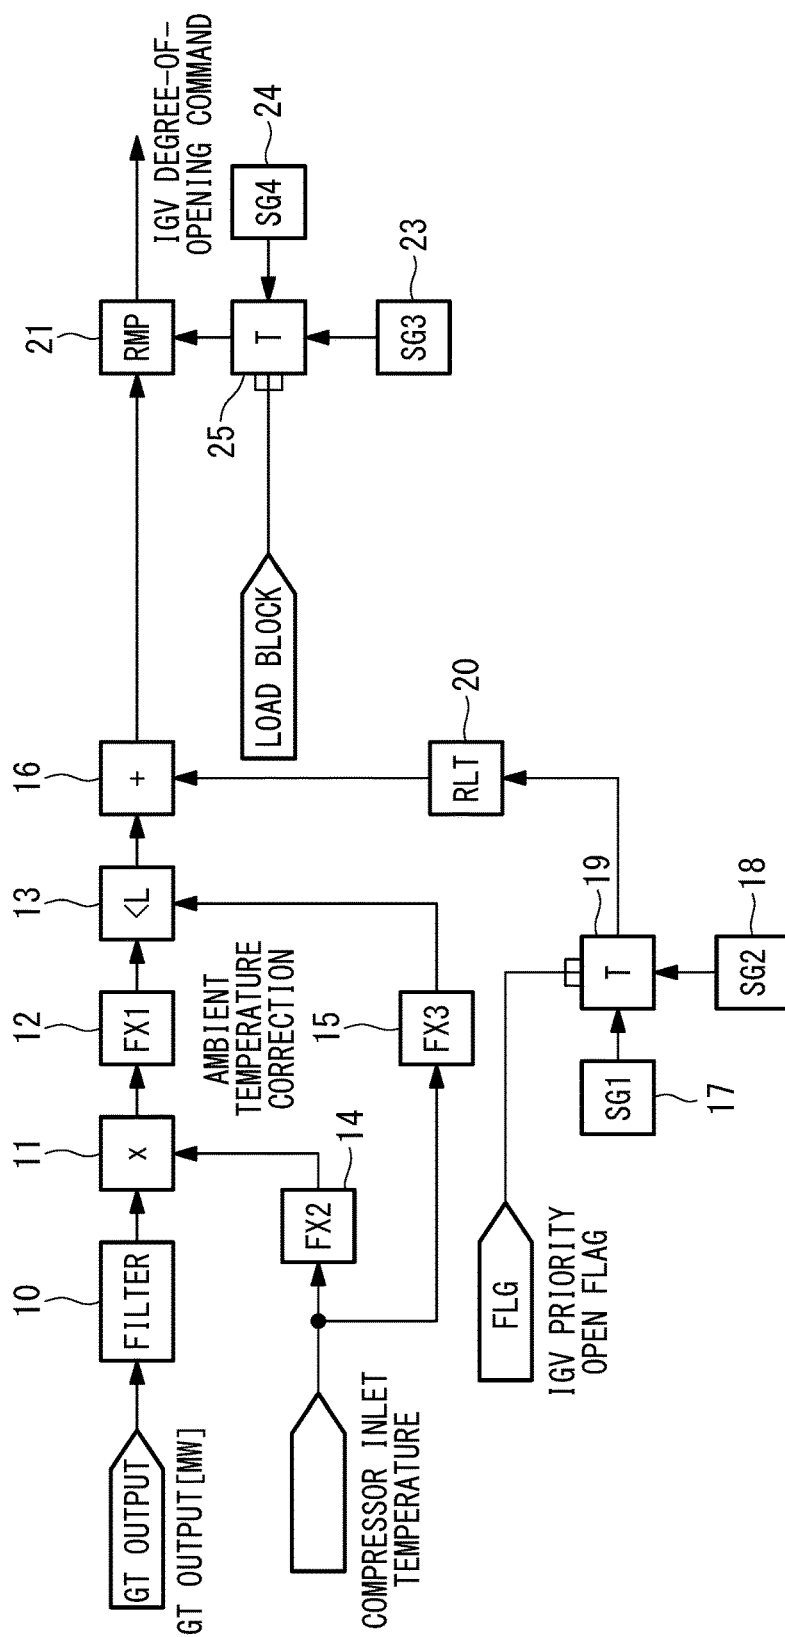 GT OUTPUT
GT OUTPUT[MW]
10
FILTER
11
x
12
FX1
13
<L
16
+
21
RMP
IGV DEGREE-OF-
OPENING COMMAND
COMPRESSOR INLET
TEMPERATURE
14
FX2
AMBIENT
TEMPERATURE
CORRECTION
15
FX3
LOAD BLOCK
25
T
SG4
24
SG3
23
FLG
IGV PRIORITY
OPEN FLAG
SG1
17
T
19
SG2
18
RLT
20